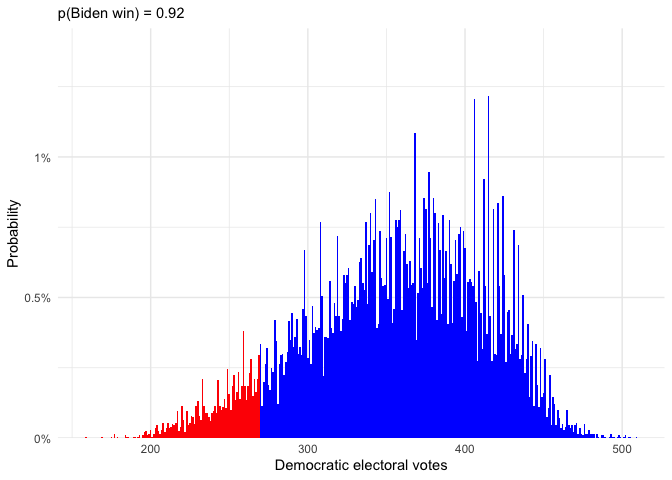 p(Biden win) = 0.92
1%
0.5%
0%
Probability
200 300 400 500
Democratic electoral votes